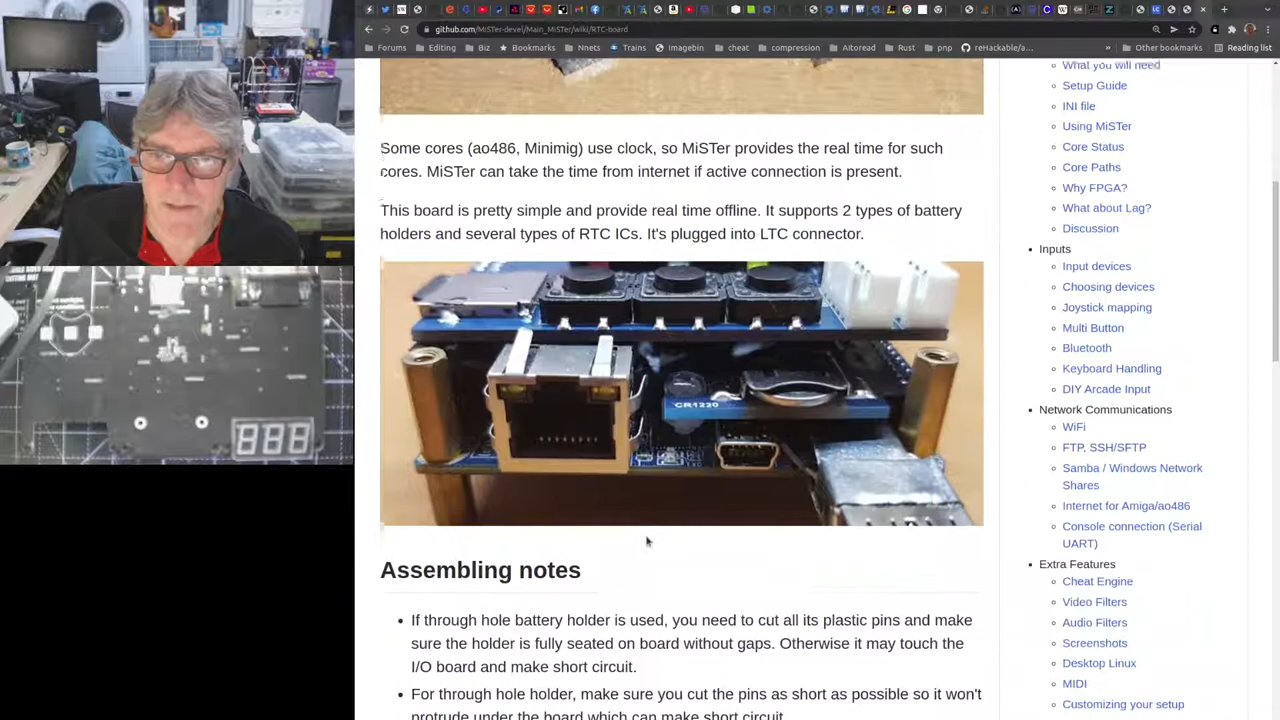 github.com/MiSTer-devel/Main_MiSTer/wiki/RTC-board
Forums
Editing
Biz
Bookmarks
Nnets
Trains
imagebin
cheat
compression
Aitoread
Rust
pnp
reHackable/a...
»
Other bookmarks
Reading list
Some cores (ao486, Minimig) use clock, so MiSTer provides the real time for such
cores. MiSTer can take the time from internet if active connection is present.
This board is pretty simple and provide real time offline. It supports 2 types of battery
holders and several types of RTC ICs. It's plugged into LTC connector.
CR1220
Assembling notes
If through hole battery holder is used, you need to cut all its plastic pins and make
sure the holder is fully seated on board without gaps. Otherwise it may touch the
I/O board and make short circuit.
For through hole holder, make sure you cut the pins as short as possible so it won't
protrude under the board which can make short circuit.
What you will need
Setup Guide
INI file
Using MiSTer
Core Status
Core Paths
Why FPGA?
What about Lag?
Discussion
Inputs
Input devices
Choosing devices
Joystick mapping
Multi Button
Bluetooth
Keyboard Handling
DIY Arcade Input
Network Communications
WiFi
FTP, SSH/SFTP
Samba / Windows Network
Shares
Internet for Amiga/ao486
Console connection (Serial
UART)
Extra Features
Cheat Engine
Video Filters
Audio Filters
Screenshots
Desktop Linux
MIDI
Customizing your setup